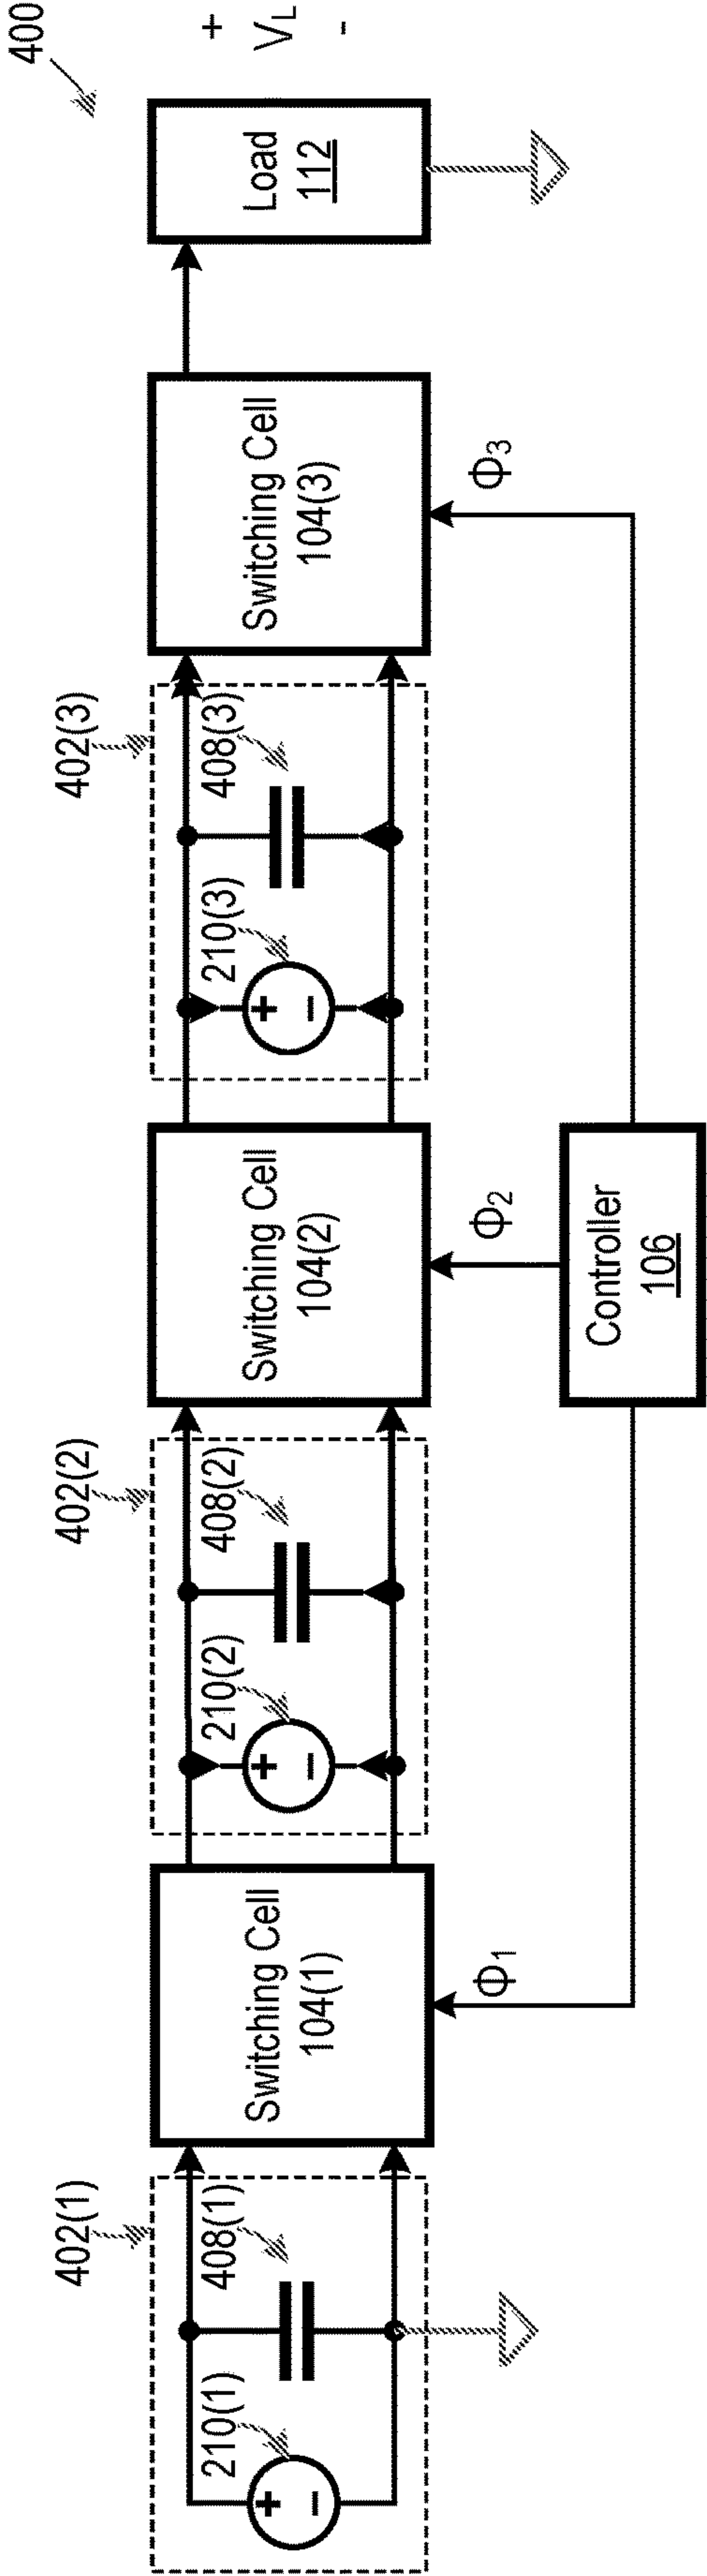 400
402(1)
402(2)
402(3)
210(1)
408(1)
210(2)
408(2)
210(3)
408(3)
+
–
+
–
+
–
Switching Cell
104(1)
Switching Cell
104(2)
Switching Cell
104(3)
Load
112
+
V_L
-
Φ₁
Φ₂
Φ₃
Controller
106